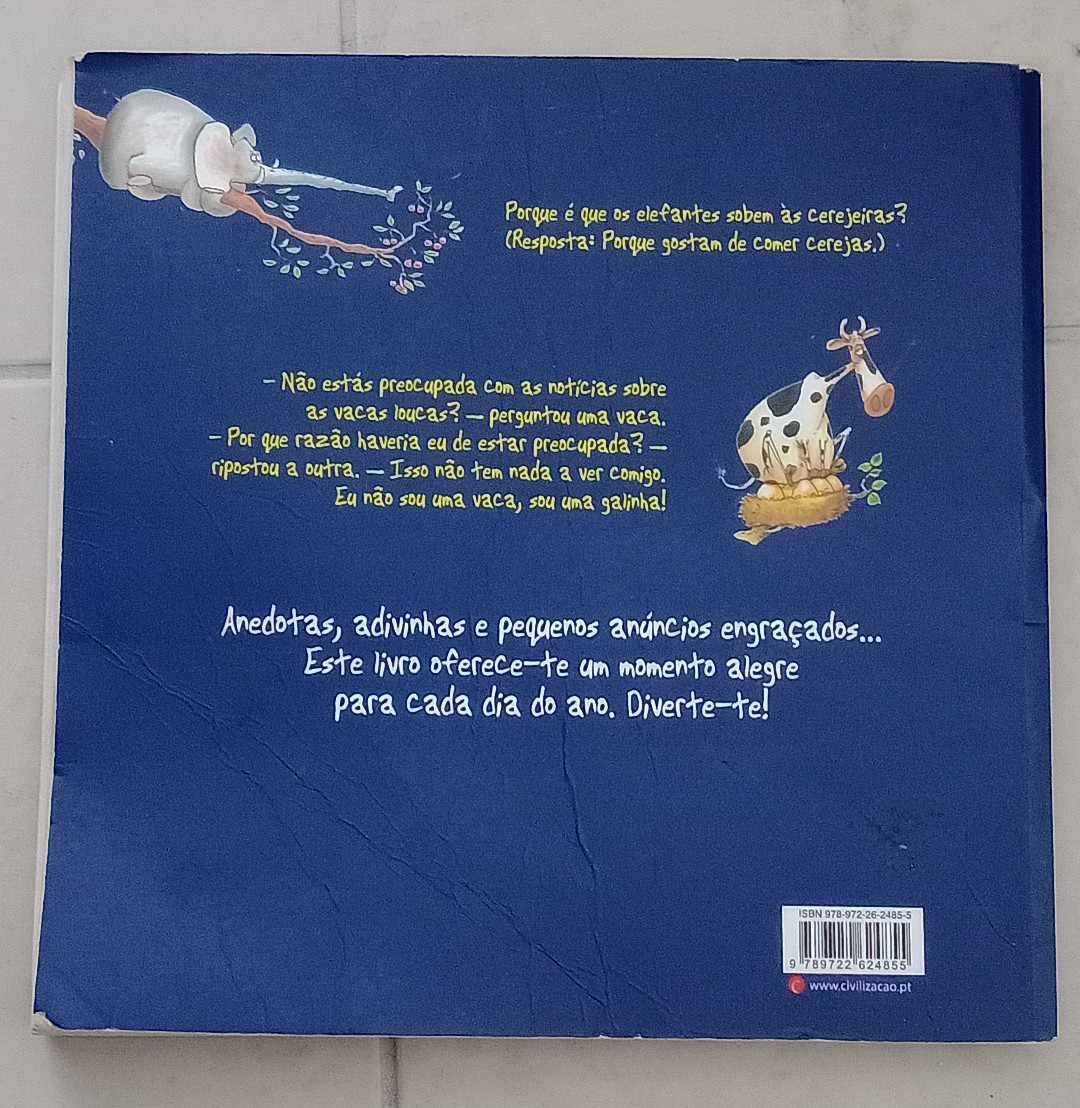 Porque é que os elefantes sobem às cerejeiras?
(Resposta: Porque gostam de comer cerejas.)
– Não estás preocupada com as notícias sobre
as vacas loucas? — perguntou uma vaca.
– Por que razão haveria eu de estar preocupada? —
ripostou a outra. — Isso não tem nada a ver comigo.
Eu não sou uma vaca, sou uma galinha!
Anedotas, adivinhas e pequenos anúncios engraçados...
Este livro oferece-te um momento alegre
para cada dia do ano. Diverte-te!
ISBN 978-972-26-2485-5
9 789722 624855
www.civilizacao.pt